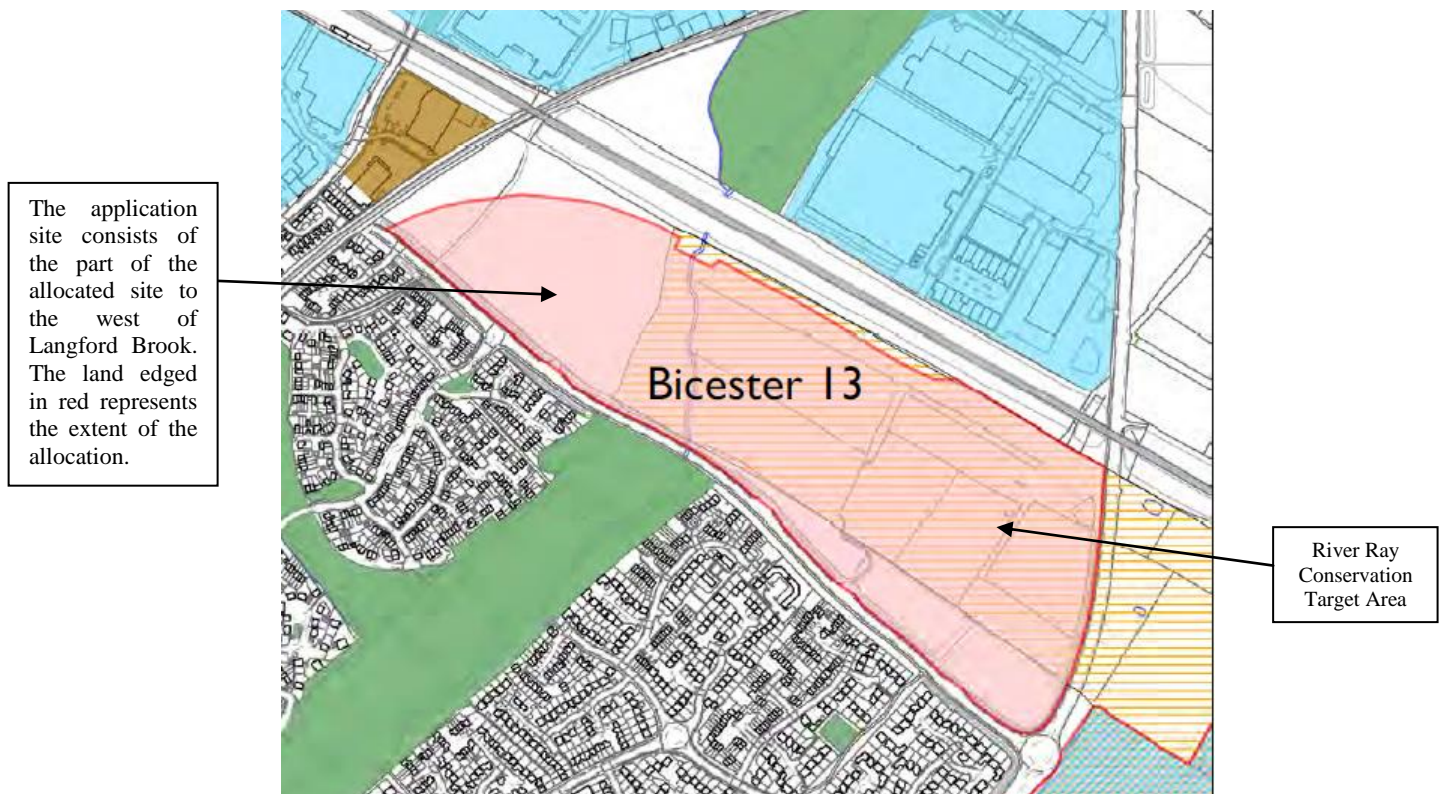 The application
site consists of
the part of the
allocated site to
the west of
Langford Brook.
The land edged
in red represents
the extent of the
allocation.
Bicester 13
River Ray
Conservation
Target Area